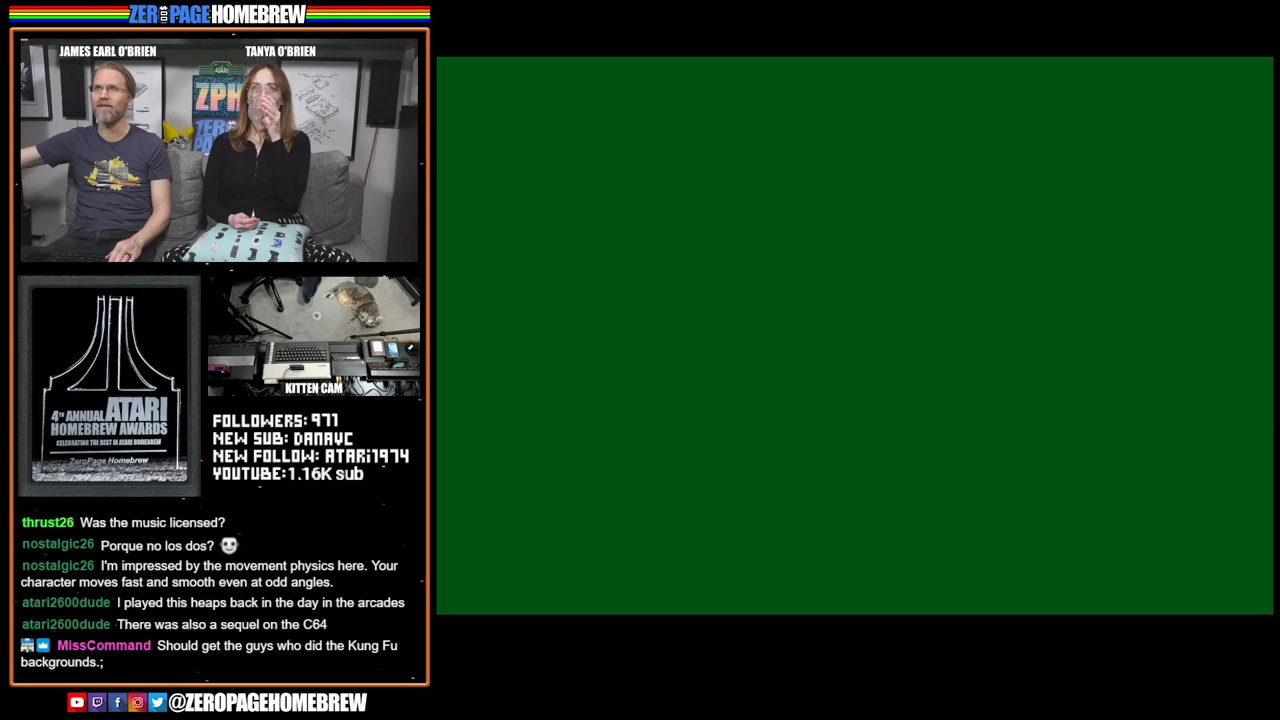 ZEROPAGE HOMEBREW
JAMES EARL O'BRIEN
TANYA O'BRIEN
ATARI
ZPH
4TH ANNUAL ATARI
HOMEBREW AWARDS
CELEBRATING THE BEST IN ATARI HOMEBREW
ZeroPage Homebrew
KITTEN CAM
FOLLOWERS: 971
NEW SUB: DANAYC
NEW FOLLOW: ATARI1974
YOUTUBE:1.16K sub
thrust26 Was the music licensed?
nostalgic26 Porque no los dos?
nostalgic26 I'm impressed by the movement physics here. Your
character moves fast and smooth even at odd angles.
atari2600dude I played this heaps back in the day in the arcades
atari2600dude There was also a sequel on the C64
MissCommand Should get the guys who did the Kung Fu
backgrounds.;
@ZEROPAGEHOMEBREW